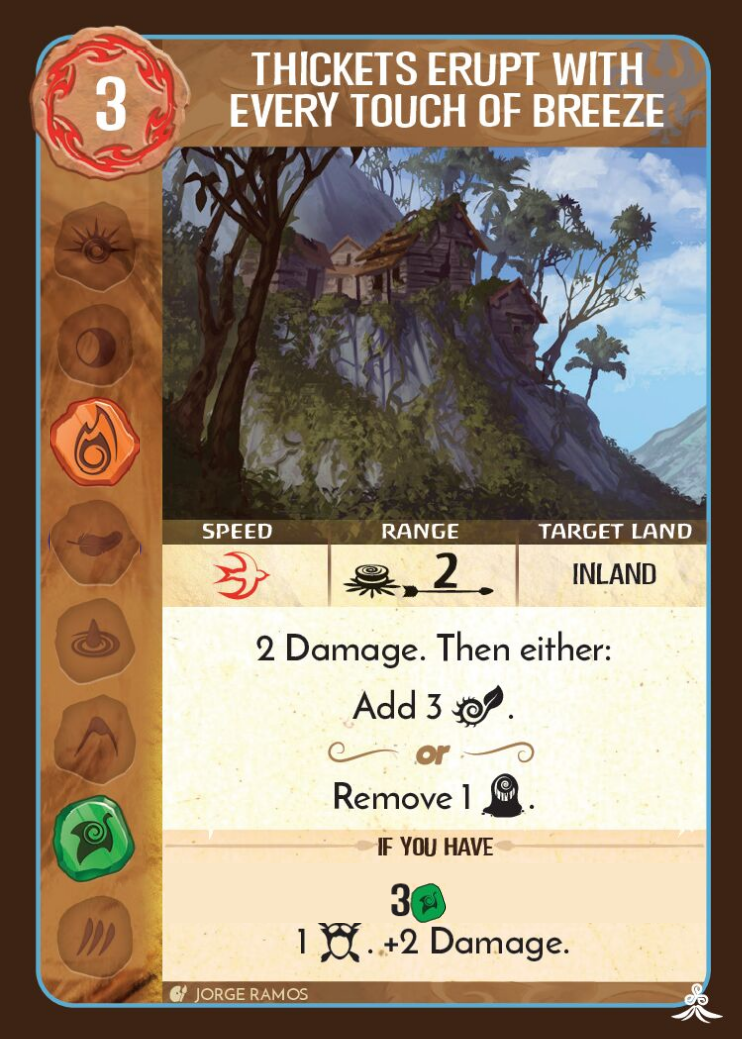 3
THICKETS ERUPT WITH
EVERY TOUCH OF BREEZE
SPEED RANGE TARGET LAND
2 INLAND
2 Damage. Then either:
Add 3 .
or
Remove 1 .
IF YOU HAVE
3
1 . +2 Damage.
JORGE RAMOS